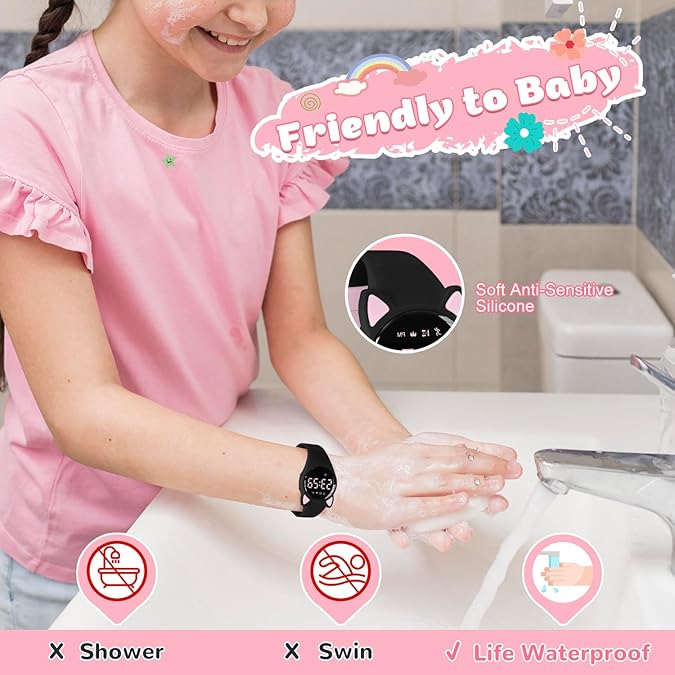 Friendly to Baby
Soft Anti-Sensitive
Silicone
X Shower
X Swin
√ Life Waterproof